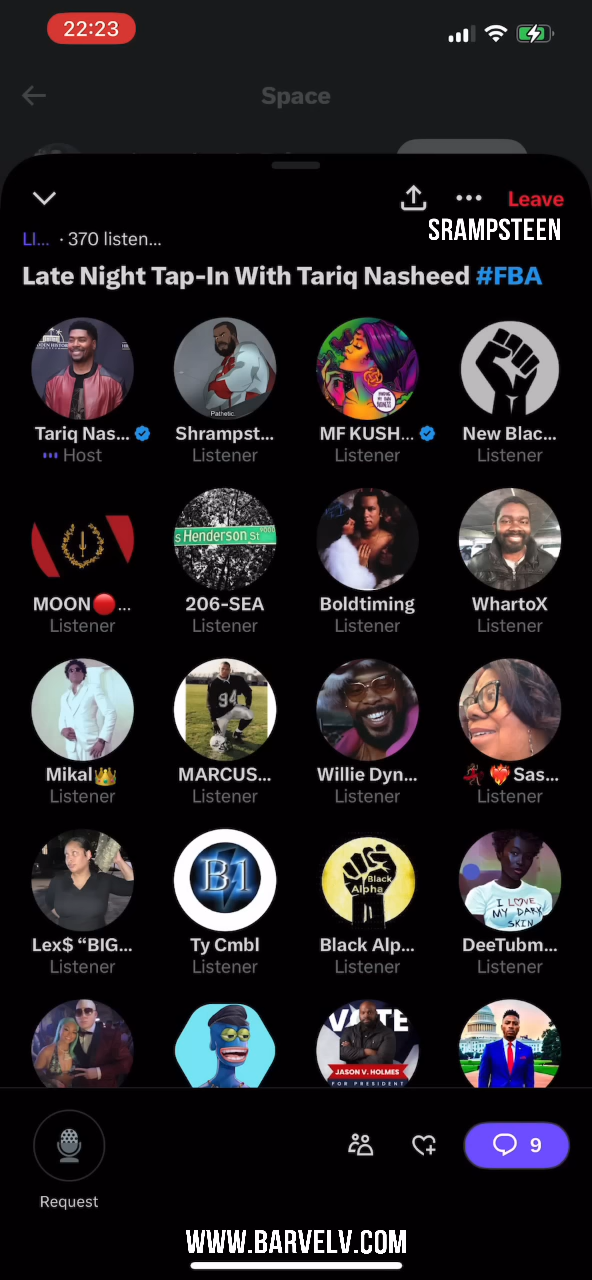 22:23
Space
Leave
SRAMPSTEEN
LI... · 370 listen...
Late Night Tap-In With Tariq Nasheed #FBA
Pathetic.
Tariq Nas... Shrampst... MF KUSH... New Blac...
Host Listener Listener Listener
S Henderson St
MOON🔴... 206-SEA Boldtiming WhartoX
Listener Listener Listener Listener
94
Mikal👑 MARCUS... Willie Dyn... 💃❤️‍🔥Sas...
Listener Listener Listener Listener
B1
Black
Alpha
I LOVE
MY DARK
SKIN
Lex$ “BIG... Ty Cmbl Black Alp... DeeTubm...
Listener Listener Listener Listener
VOTE
JASON V. HOLMES
FOR PRESIDENT
9
Request
WWW.BARVELV.COM